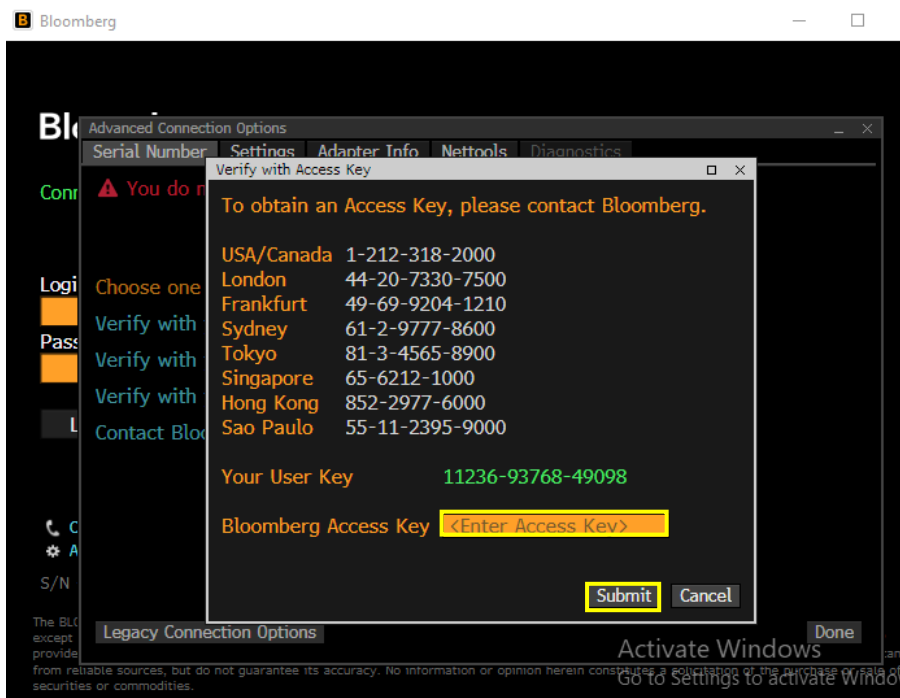 B Bloomberg
Advanced Connection Options
Serial Number Settings Adapter Info Nettools Diagnostics
Verify with Access Key
You do
To obtain an Access Key, please contact Bloomberg.
USA/Canada 1-212-318-2000
London 44-20-7330-7500
Frankfurt 49-69-9204-1210
Sydney 61-2-9777-8600
Tokyo 81-3-4565-8900
Singapore 65-6212-1000
Hong Kong 852-2977-6000
Sao Paulo 55-11-2395-9000
Choose one
Verify with
Verify with
Verify with
Contact
Your User Key 11236-93768-49098
Bloomberg Access Key <Enter Access Key>
Submit Cancel
S/N
Legacy Connection Options
Done
Activate Windows
Go to Settings to activate Windo
The
except
provide
from reliable sources, but do not guarantee its accuracy. No information or opinion herein constitutes a solicitation of the purchase or sale of
securities or commodities.